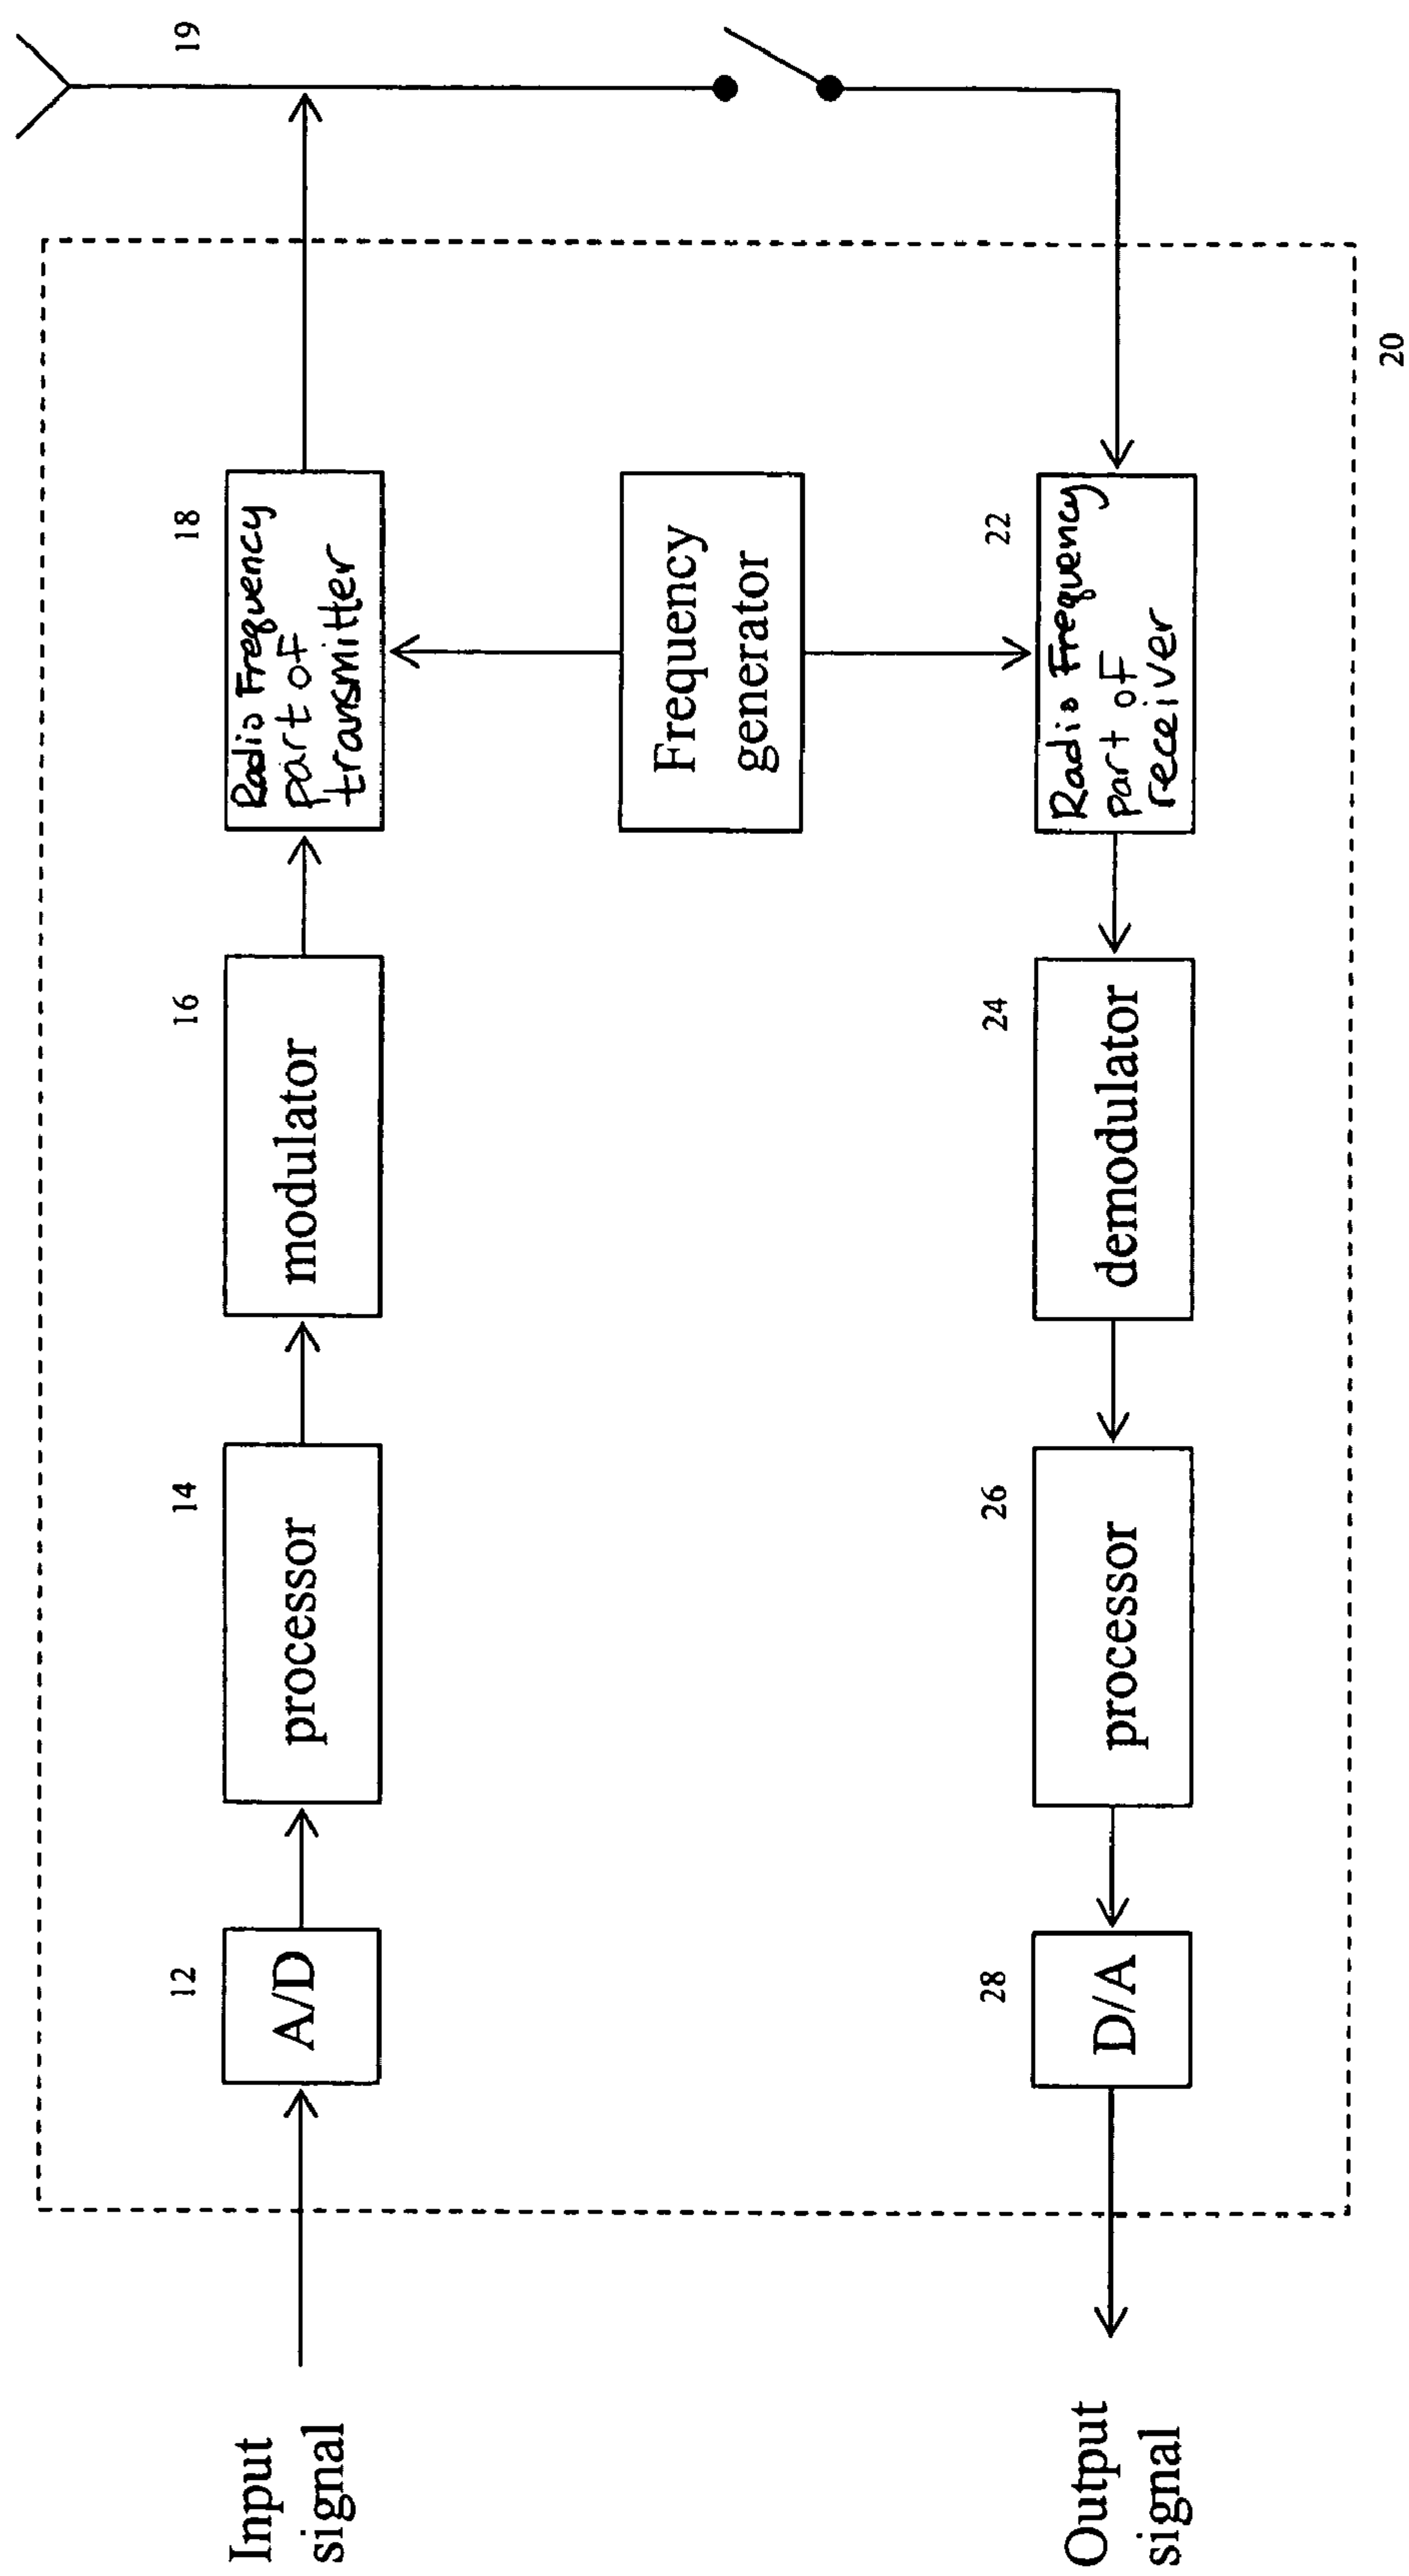 Input
signal
12
A/D
14
processor
16
modulator
18
Radio Frequency
part of
transmitter
19
Frequency
generator
Output
signal
28
D/A
26
processor
24
demodulator
22
Radio Frequency
part of
receiver
20